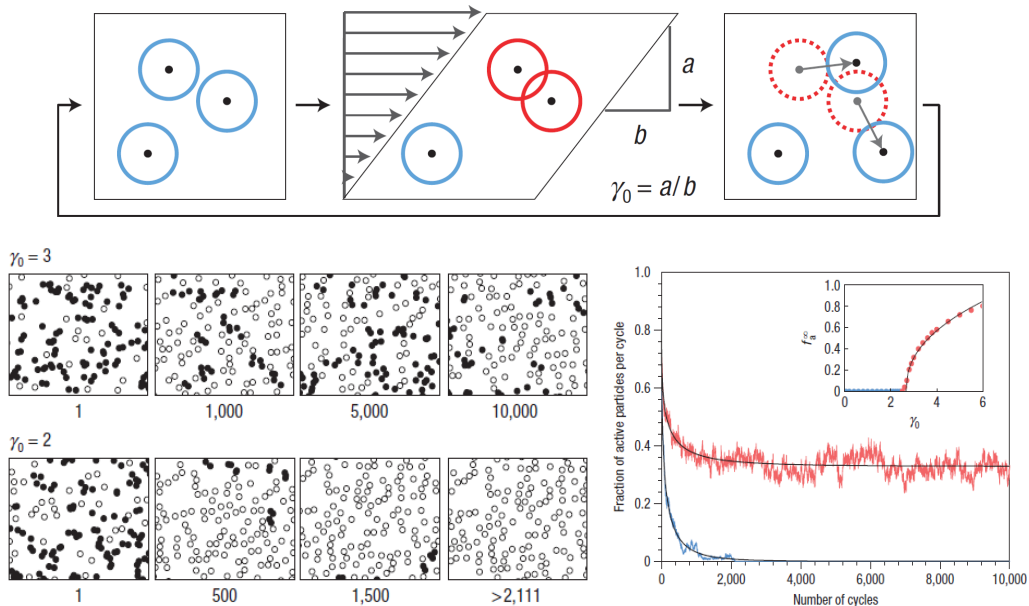 a
b
γ0 = a/b
γ0 = 3
1 1,000 5,000 10,000
γ0 = 2
1 500 1,500 >2,111
Fraction of active particles per cycle
1.0
0.8
0.6
0.4
0.2
0
0 2,000 4,000 6,000 8,000 10,000
Number of cycles
f a ∞
1.0
0.8
0.6
0.4
0.2
0
0 2 4 6
γ0